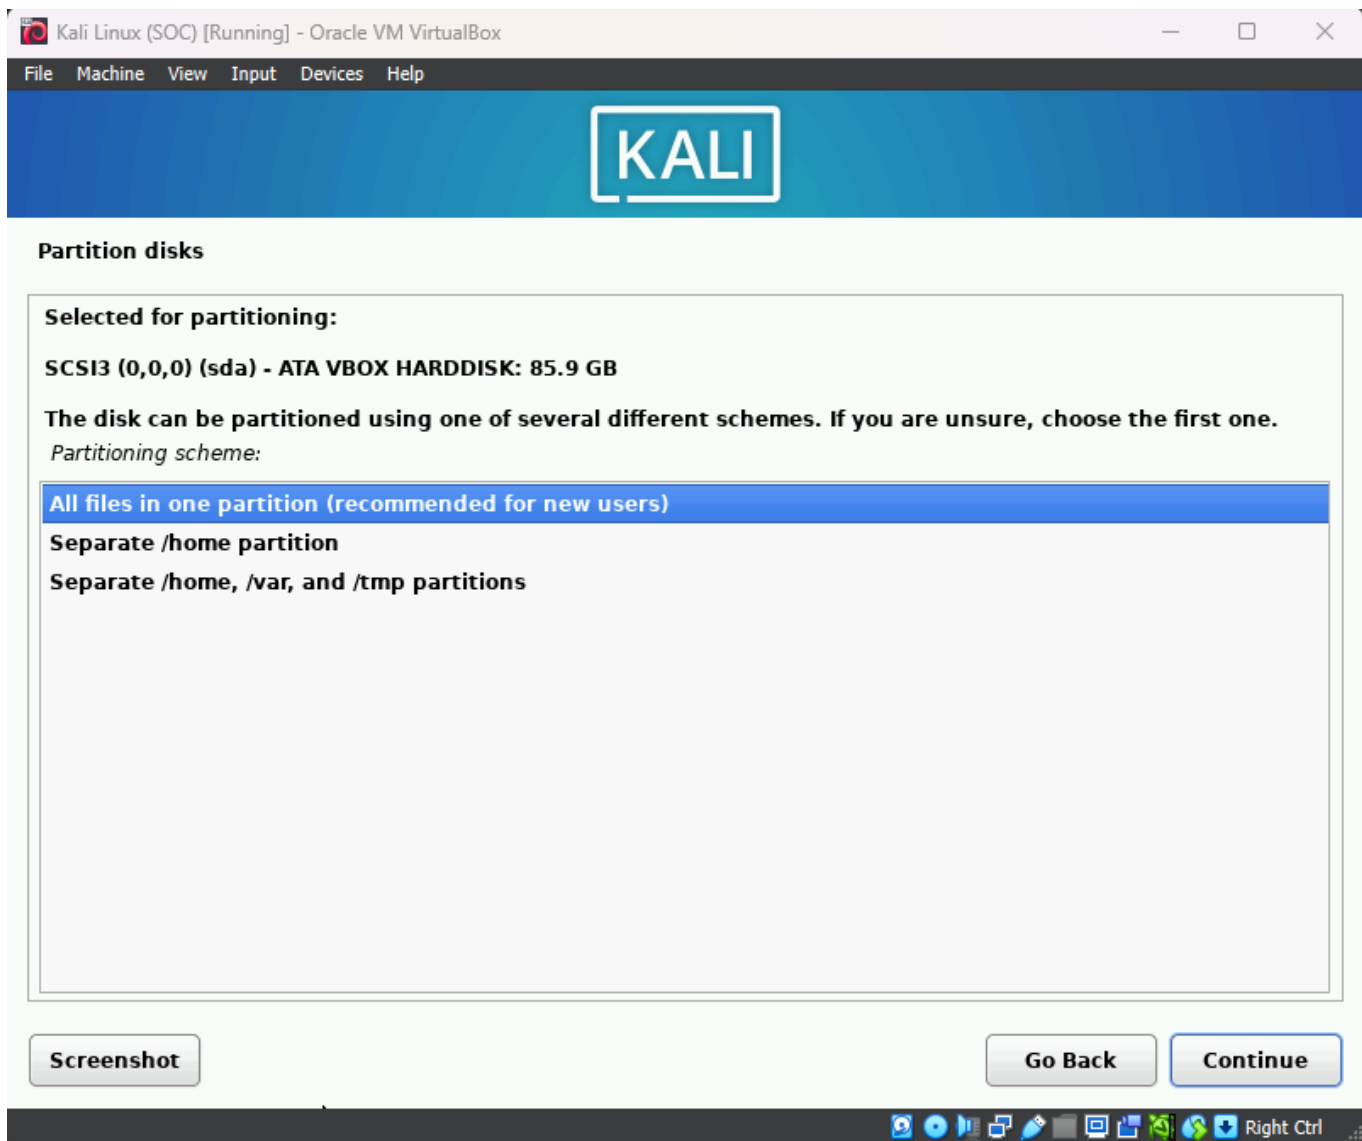 Kali Linux (SOC) [Running] - Oracle VM VirtualBox
File Machine View Input Devices Help
KALI
Partition disks
Selected for partitioning:
SCSI3 (0,0,0) (sda) - ATA VBOX HARDDISK: 85.9 GB
The disk can be partitioned using one of several different schemes. If you are unsure, choose the first one.
Partitioning scheme:
All files in one partition (recommended for new users)
Separate /home partition
Separate /home, /var, and /tmp partitions
Screenshot Go Back Continue
Right Ctrl